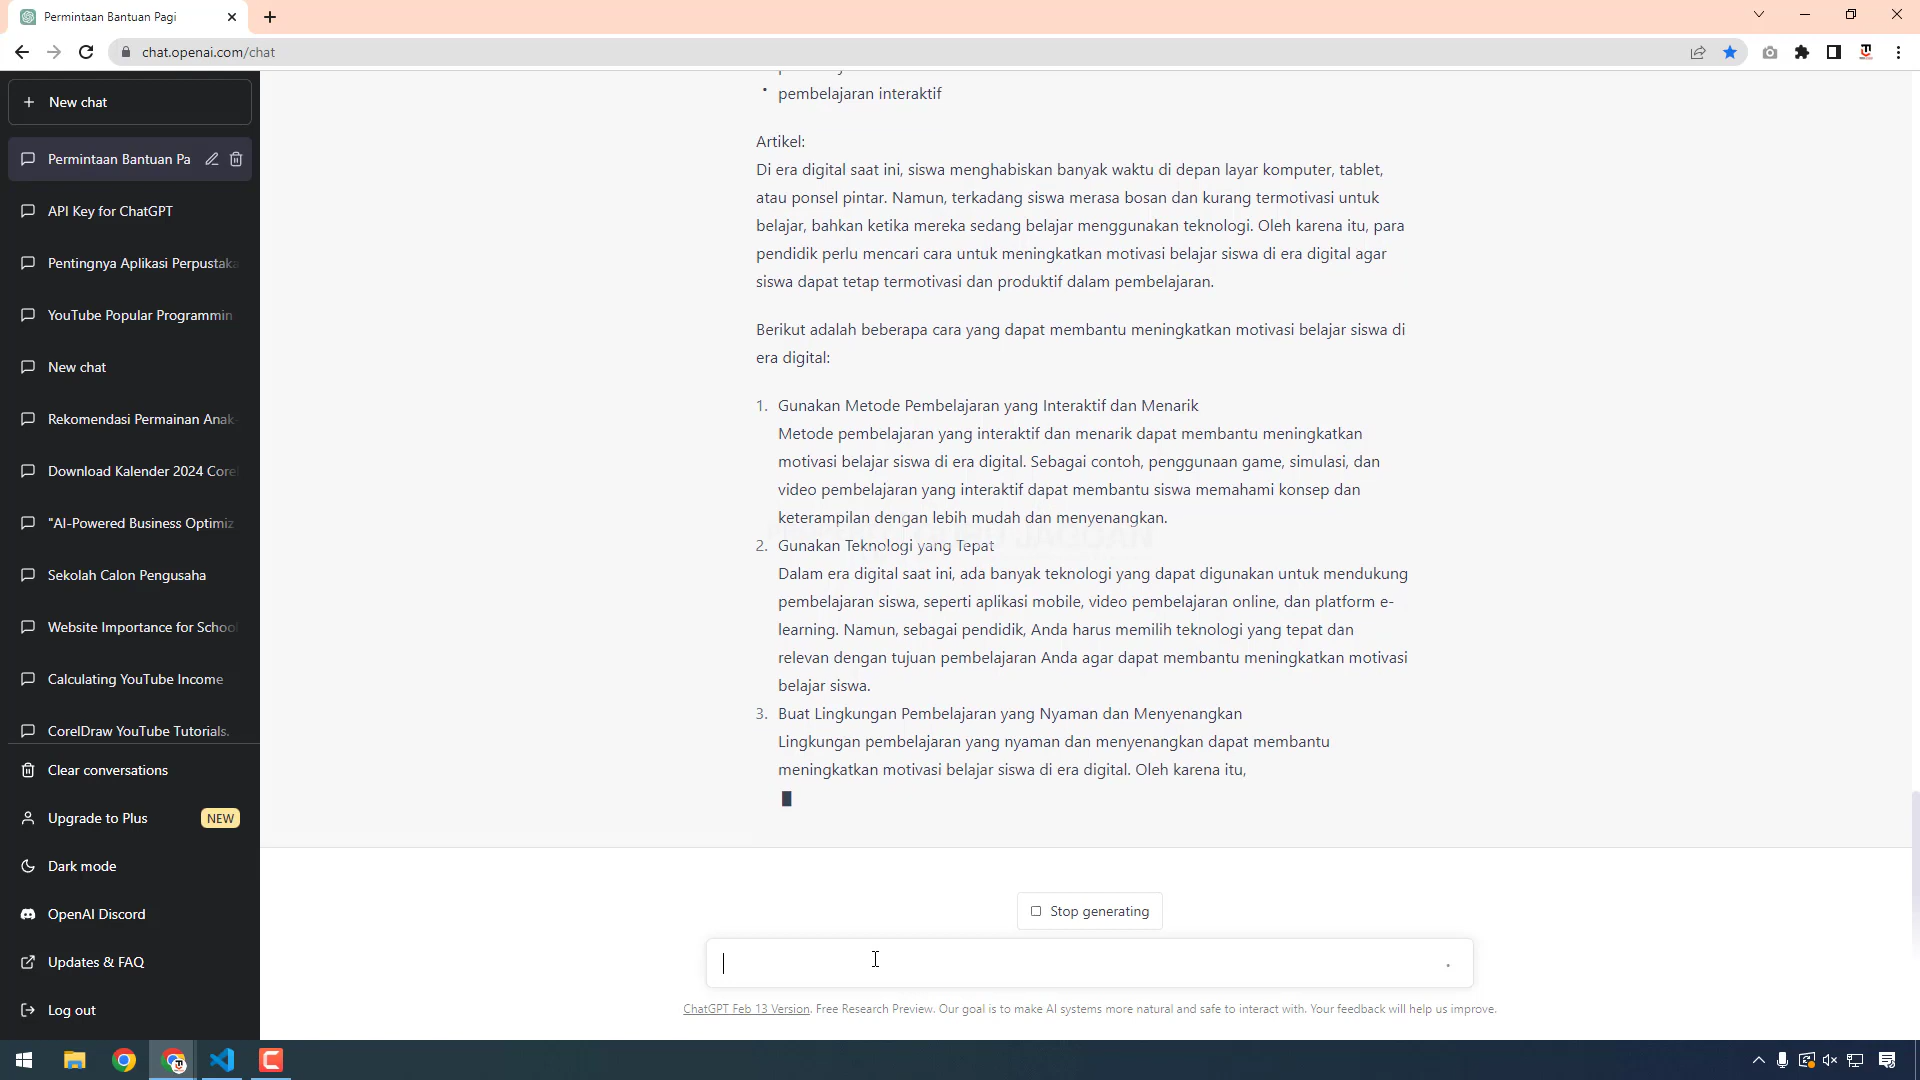 Permintaan Bantuan Pagi
chat.openai.com/chat
New chat
Permintaan Bantuan Pa
API Key for ChatGPT
Pentingnya Aplikasi Perpustaka
YouTube Popular Programmin
New chat
Rekomendasi Permainan Anak
Download Kalender 2024 Core
"AI-Powered Business Optimiz
Sekolah Calon Pengusaha
Website Importance for School
Calculating YouTube Income
CorelDraw YouTube Tutorials.
Clear conversations
Upgrade to Plus NEW
Dark mode
OpenAI Discord
Updates & FAQ
Log out
• pembelajaran interaktif
Artikel:
Di era digital saat ini, siswa menghabiskan banyak waktu di depan layar komputer, tablet,
atau ponsel pintar. Namun, terkadang siswa merasa bosan dan kurang termotivasi untuk
belajar, bahkan ketika mereka sedang belajar menggunakan teknologi. Oleh karena itu, para
pendidik perlu mencari cara untuk meningkatkan motivasi belajar siswa di era digital agar
siswa dapat tetap termotivasi dan produktif dalam pembelajaran.
Berikut adalah beberapa cara yang dapat membantu meningkatkan motivasi belajar siswa di
era digital:
1. Gunakan Metode Pembelajaran yang Interaktif dan Menarik
Metode pembelajaran yang interaktif dan menarik dapat membantu meningkatkan
motivasi belajar siswa di era digital. Sebagai contoh, penggunaan game, simulasi, dan
video pembelajaran yang interaktif dapat membantu siswa memahami konsep dan
keterampilan dengan lebih mudah dan menyenangkan.
2. Gunakan Teknologi yang Tepat
Dalam era digital saat ini, ada banyak teknologi yang dapat digunakan untuk mendukung
pembelajaran siswa, seperti aplikasi mobile, video pembelajaran online, dan platform e-
learning. Namun, sebagai pendidik, Anda harus memilih teknologi yang tepat dan
relevan dengan tujuan pembelajaran Anda agar dapat membantu meningkatkan motivasi
belajar siswa.
3. Buat Lingkungan Pembelajaran yang Nyaman dan Menyenangkan
Lingkungan pembelajaran yang nyaman dan menyenangkan dapat membantu
meningkatkan motivasi belajar siswa di era digital. Oleh karena itu,
Stop generating
ChatGPT Feb 13 Version. Free Research Preview. Our goal is to make AI systems more natural and safe to interact with. Your feedback will help us improve.